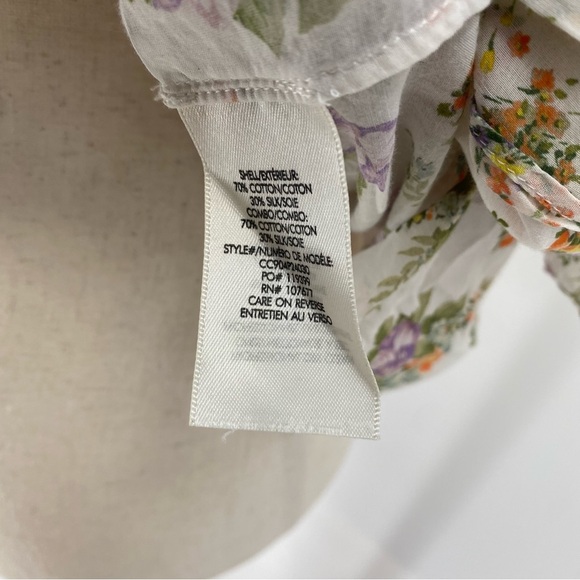 SHELL/EXTÉRIEUR:
70% COTTON/COTON
30% SILK/SOIE
COMBO/COMBO:
70% COTTON/COTON
30% SILK/SOIE
STYLE#/NUMÉRO DE MODÈLE:
PO# 119399
RN# 107677
CARE ON REVERSE
ENTRETIEN AU VERSO